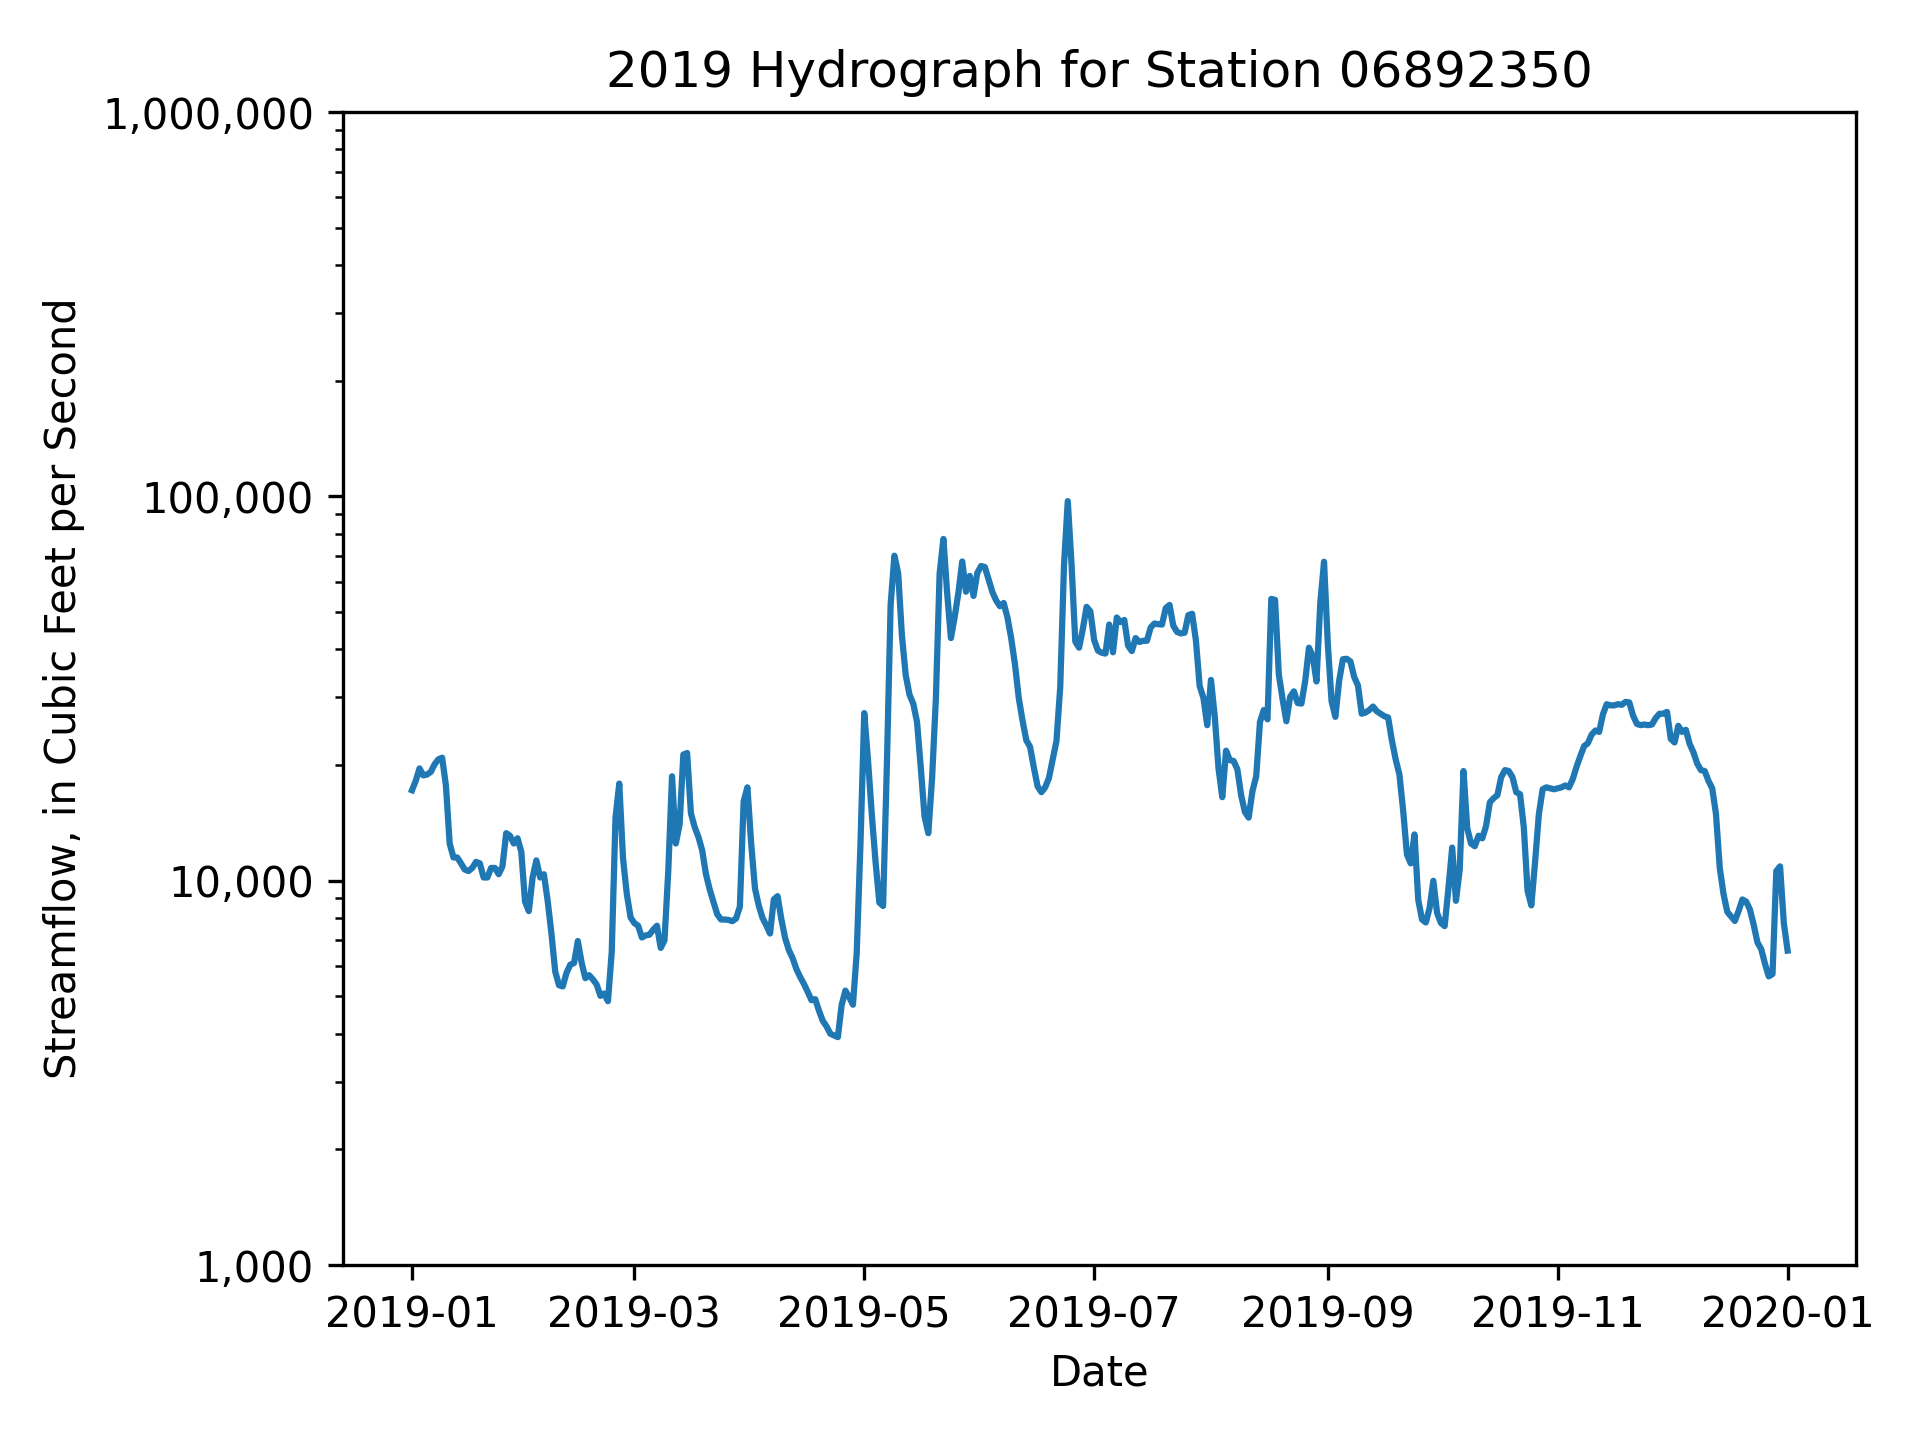 2019 Hydrograph for Station 06892350
1,000,000
100,000
10,000
1,000
Streamflow, in Cubic Feet per Second
2019-01 2019-03 2019-05 2019-07 2019-09 2019-11 2020-01
Date